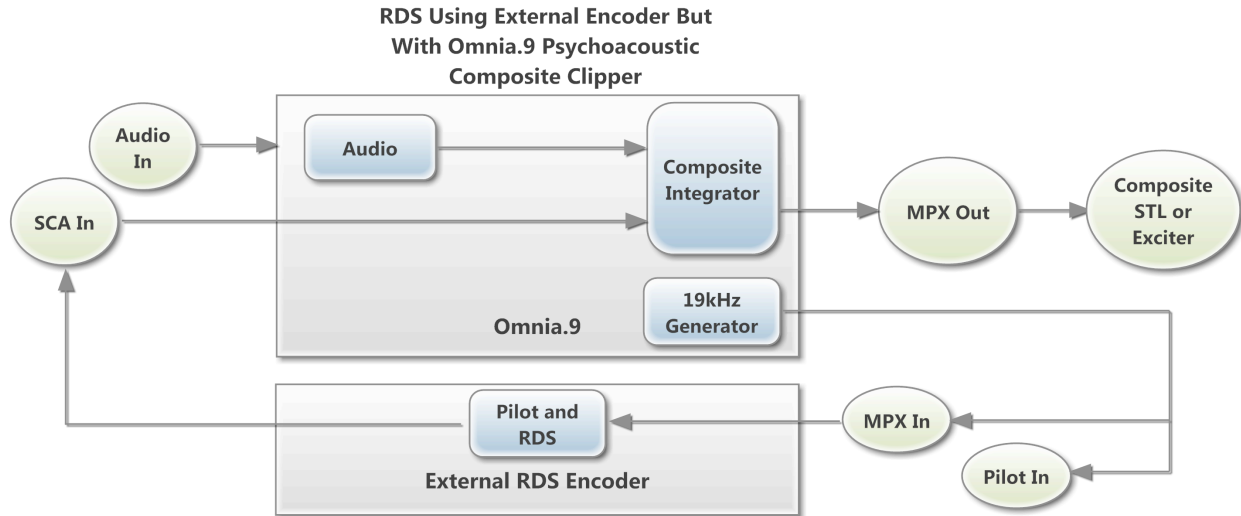 RDS Using External Encoder But
With Omnia.9 Psychoacoustic
Composite Clipper
Audio
In
Audio
Composite
Integrator
SCA In
MPX Out
Composite
STL or
Exciter
19kHz
Generator
Omnia.9
Pilot and
RDS
MPX In
External RDS Encoder
Pilot In